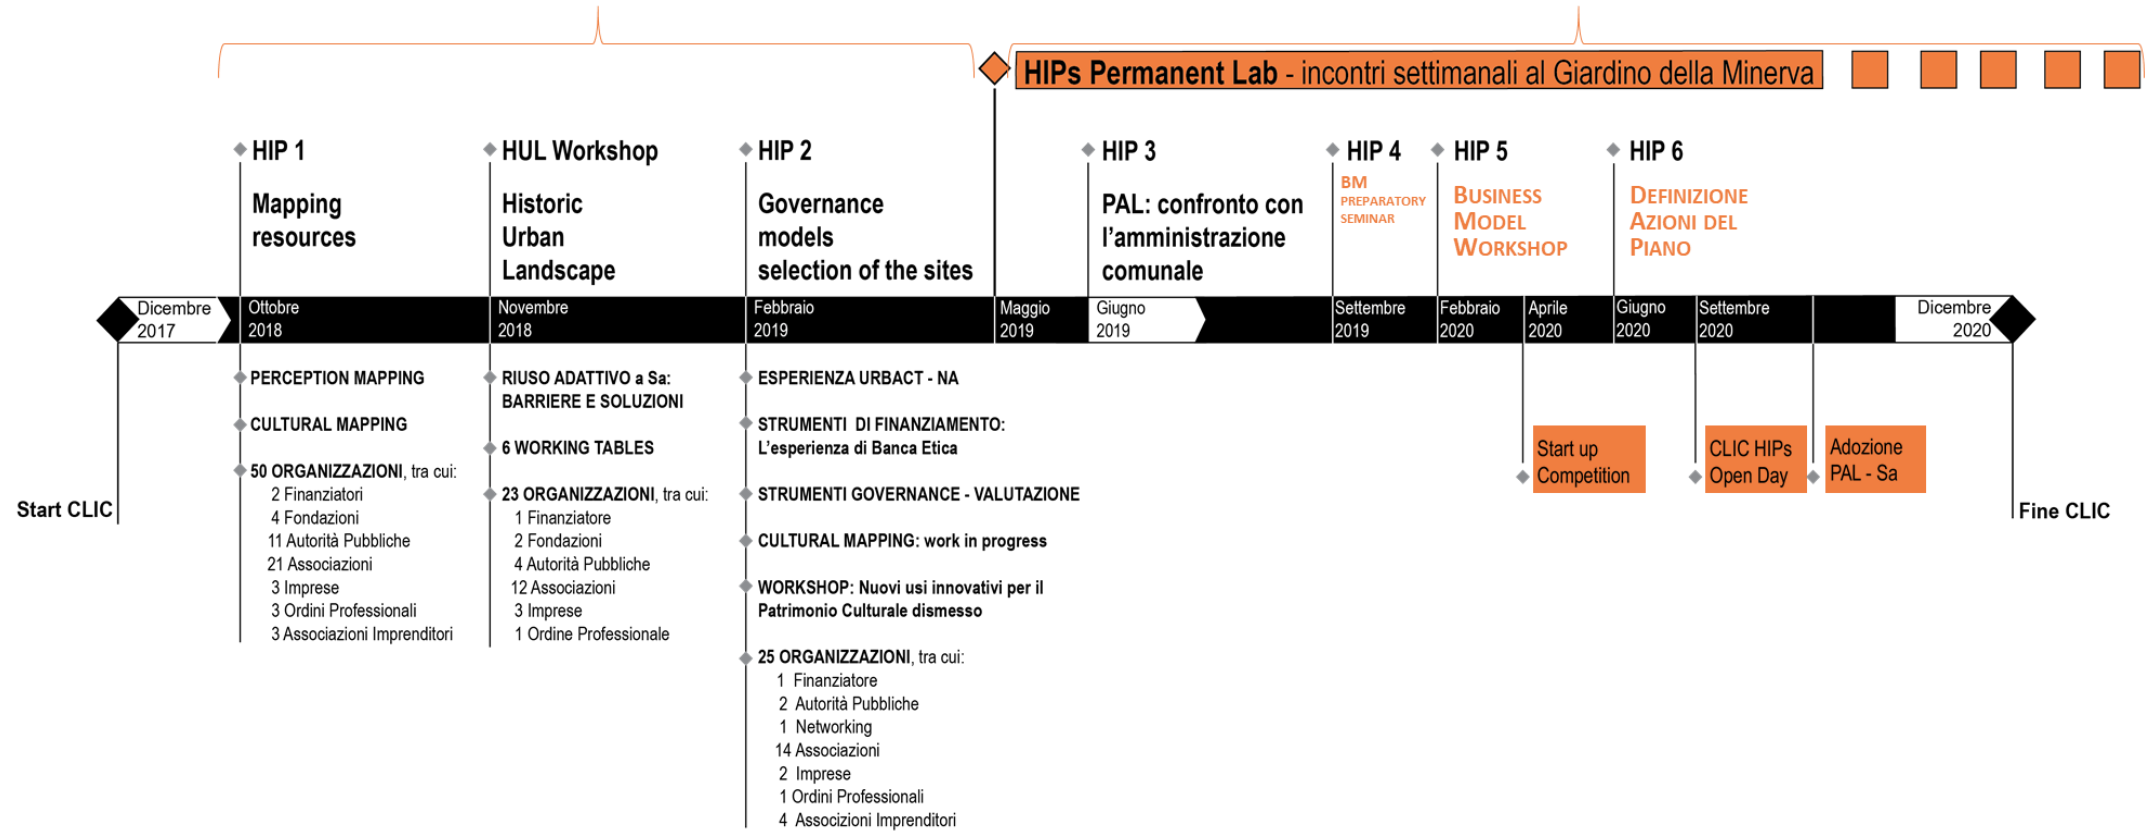 HIPs Permanent Lab - incontri settimanali al Giardino della Minerva
HIP 1
Mapping
resources
HUL Workshop
Historic
Urban
Landscape
HIP 2
Governance
models
selection of the sites
HIP 3
PAL: confronto con
l'amministrazione
comunale
HIP 4
BM
PREPARATORY
SEMINAR
HIP 5
BUSINESS
MODEL
WORKSHOP
HIP 6
DEFINIZIONE
AZIONI DEL
PIANO
Dicembre
2017
Ottobre
2018
Novembre
2018
Febbraio
2019
Maggio
2019
Giugno
2019
Settembre
2019
Febbraio
2020
Aprile
2020
Giugno
2020
Settembre
2020
Dicembre
2020
Start CLIC
PERCEPTION MAPPING
CULTURAL MAPPING
50 ORGANIZZAZIONI, tra cui:
2 Finanziatori
4 Fondazioni
11 Autorità Pubbliche
21 Associazioni
3 Imprese
3 Ordini Professionali
3 Associazioni Imprenditori
RIUSO ADATTIVO a Sa:
BARRIERE E SOLUZIONI
6 WORKING TABLES
23 ORGANIZZAZIONI, tra cui:
1 Finanziatore
2 Fondazioni
4 Autorità Pubbliche
12 Associazioni
3 Imprese
1 Ordine Professionale
ESPERIENZA URBACT - NA
STRUMENTI DI FINANZIAMENTO:
L'esperienza di Banca Etica
STRUMENTI GOVERNANCE - VALUTAZIONE
CULTURAL MAPPING: work in progress
WORKSHOP: Nuovi usi innovativi per il
Patrimonio Culturale dismesso
25 ORGANIZZAZIONI, tra cui:
1 Finanziatore
2 Autorità Pubbliche
1 Networking
14 Associazioni
2 Imprese
1 Ordini Professionali
4 Associzioni Imprenditori
Start up
Competition
CLIC HIPs
Open Day
Adozione
PAL - Sa
Fine CLIC